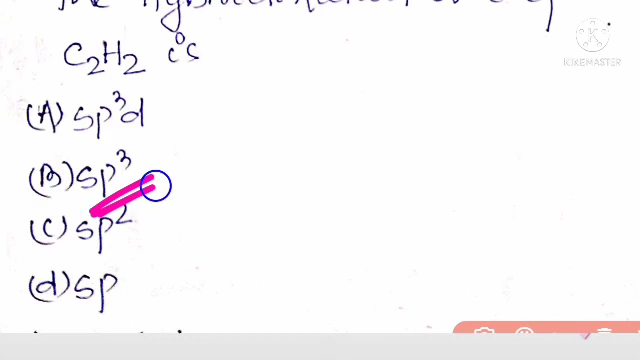 C2H2 is
(A) sp³d
(B) sp³
(C) sp²
(d) sp
KINEMASTER